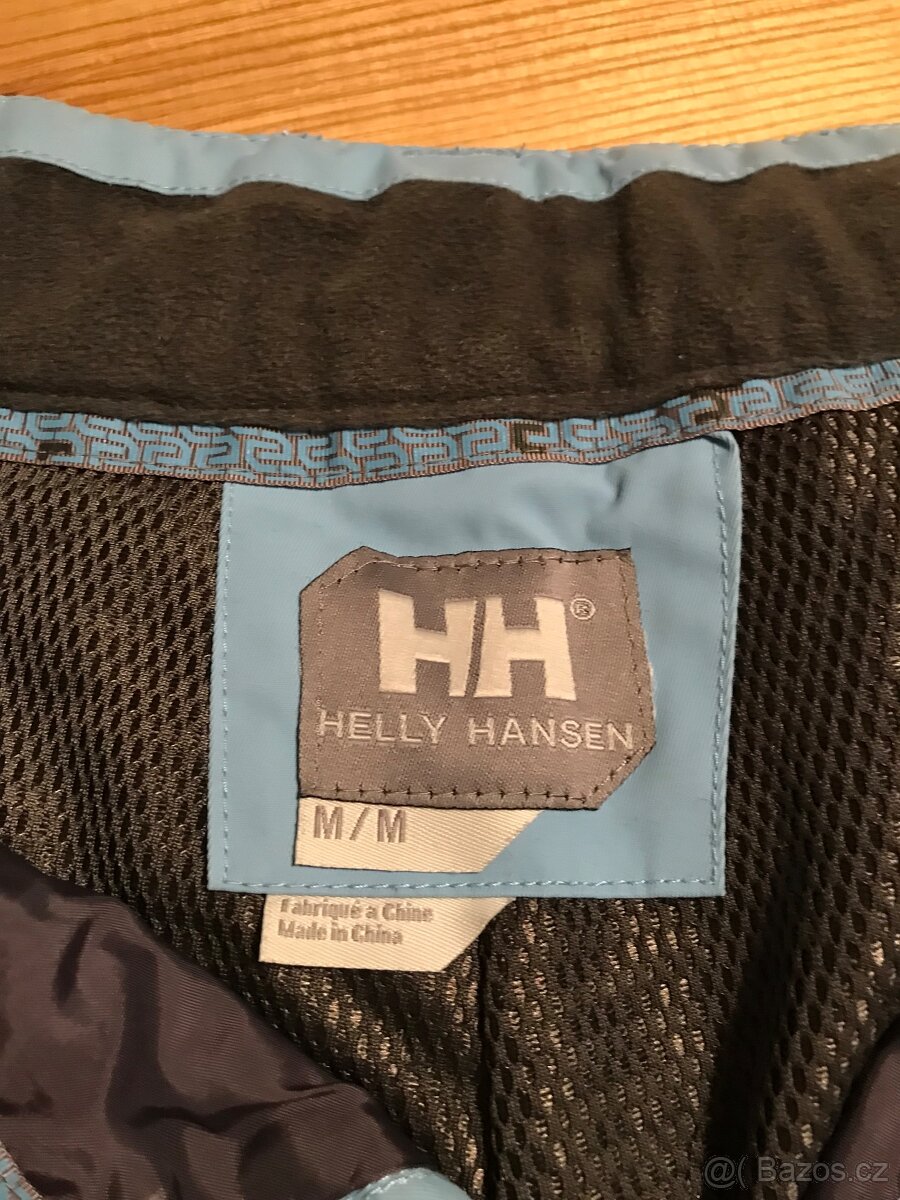 HH®
HELLY HANSEN
M/M
Fabriqué a Chine
Made in China
@( Bazos.cz